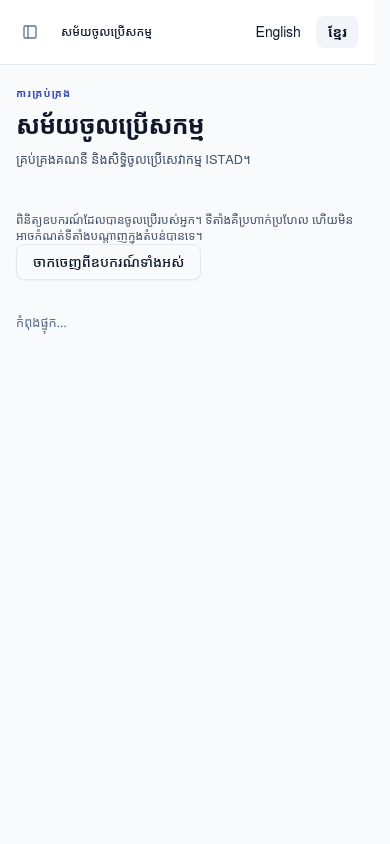 សម័យចូលប្រើសកម្ម
English
ខ្មែរ
ការគ្រប់គ្រង
សម័យចូលប្រើសកម្ម
គ្រប់គ្រងគណនី និងសិទ្ធិចូលប្រើសេវាកម្ម ISTAD។
ពិនិត្យឧបករណ៍ដែលបានចូលប្រើរបស់អ្នក។ ទីតាំងគឺប្រហាក់ប្រហែល ហើយមិន
អាចកំណត់ទីតាំងបណ្តាញក្នុងតំបន់បានទេ។
ចាកចេញពីឧបករណ៍ទាំងអស់
កំពុងផ្ទុក...